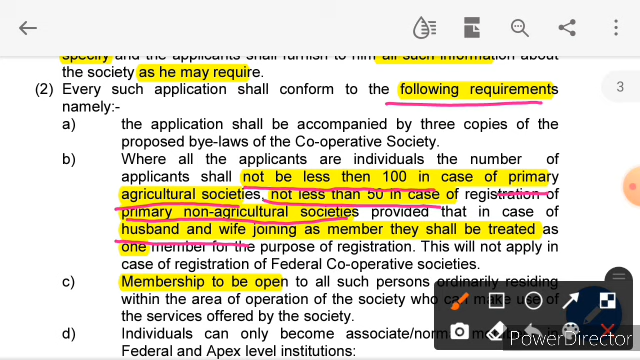 specify and the applicants shall furnish to him all such information about
the society as he may require.
(2) Every such application shall conform to the following requirements
namely:-
a) the application shall be accompanied by three copies of the
proposed bye-laws of the Co-operative Society.
b) Where all the applicants are individuals the number of
applicants shall not be less then 100 in case of primary
agricultural societies, not less than 50 in case of registration of
primary non-agricultural societies provided that in case of
husband and wife joining as member they shall be treated as
one member for the purpose of registration. This will not apply in
case of registration of Federal Co-operative societies.
c) Membership to be open to all such persons ordinarily residing
within the area of operation of the society who can make use of
the services offered by the society.
d) Individuals can only become associate/
Federal and Apex level institutions:
3
PowerDirector